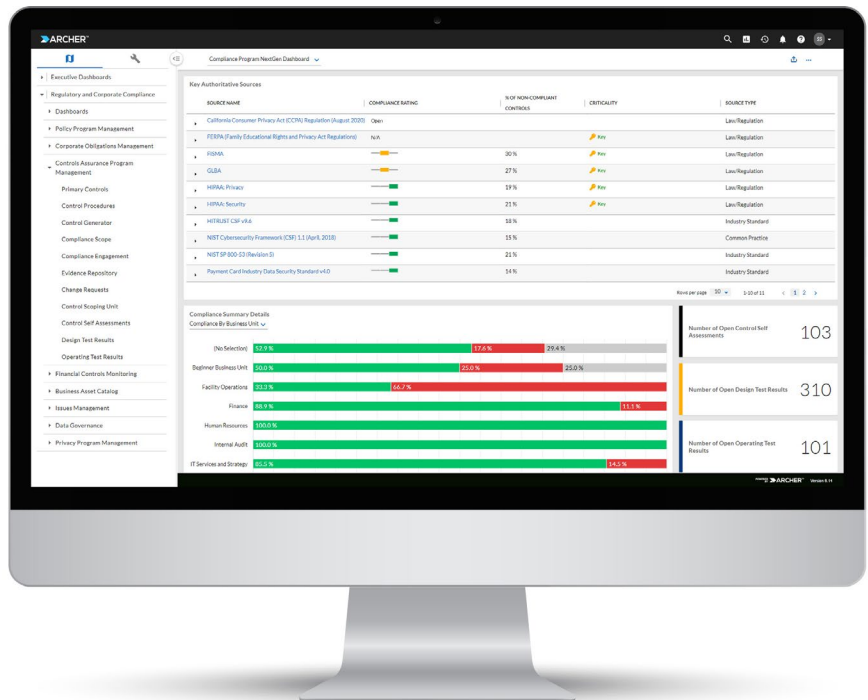 ARCHER™
Compliance Program NextGen Dashboard
Executive Dashboards
Regulatory and Corporate Compliance
Dashboards
Policy Program Management
Corporate Obligations Management
Controls Assurance Program
Management
Primary Controls
Control Procedures
Control Generator
Compliance Scope
Compliance Engagement
Evidence Repository
Change Requests
Control Scoping Unit
Control Self Assessments
Design Test Results
Operating Test Results
Financial Controls Monitoring
Business Asset Catalog
Issues Management
Data Governance
Privacy Program Management
Key Authoritative Sources
SOURCE NAME COMPLIANCE RATING % OF NON-COMPLIANT CRITICALITY SOURCE TYPE
CONTROLS
California Consumer Privacy Act (CCPA) Regulation (August 2020) Open Law/Regulation
FERPA (Family Educational Rights and Privacy Act Regulations) N/A Key Law/Regulation
FISMA 30 % Key Law/Regulation
GLBA 27 % Key Law/Regulation
HIPAA: Privacy 19 % Key Law/Regulation
HIPAA: Security 21 % Key Law/Regulation
HITRUST CSF v9.6 Industry Standard
NIST Cybersecurity Framework (CSF) 1.1 (April, 2018) 15 % Common Practice
NIST SP 800-53 (Revision 5) 21 % Industry Standard
Payment Card Industry Data Security Standard v4.0 14 % Industry Standard
Rows per page 10 1-10 of 11 1 2
Compliance Summary Details
Compliance By Business Unit
(No Selection) 52.9 % 17.6 % 29.4 %
Beginner Business Unit 50.0 % 25.0 % 25.0 %
Facility Operations 33.3 % 66.7 %
Finance 88.9 % 11.1 %
Human Resources 100.0 %
Internal Audit 100.0 %
IT Services and Strategy 85.5 % 14.5 %
Number of Open Control Self
Assessments
103
Number of Open Design Test Results
310
Number of Open Operating Test
Results
101
ARCHER™ Version 6.14